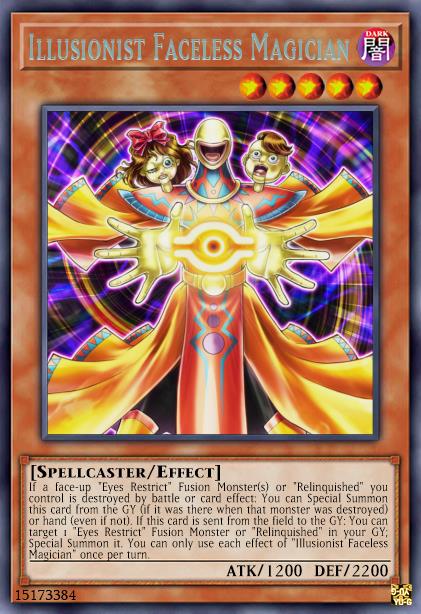 Illusionist Faceless Magician
DARK
闇
[Spellcaster/Effect]
If a face-up "Eyes Restrict" Fusion Monster(s) or "Relinquished" you
control is destroyed by battle or card effect: You can Special Summon
this card from the GY (if it was there when that monster was destroyed)
or hand (even if not). If this card is sent from the field to the GY: You can
target 1 "Eyes Restrict" Fusion Monster or "Relinquished" in your GY;
Special Summon it. You can only use each effect of "Illusionist Faceless
Magician" once per turn.
ATK/1200 DEF/2200
15173384